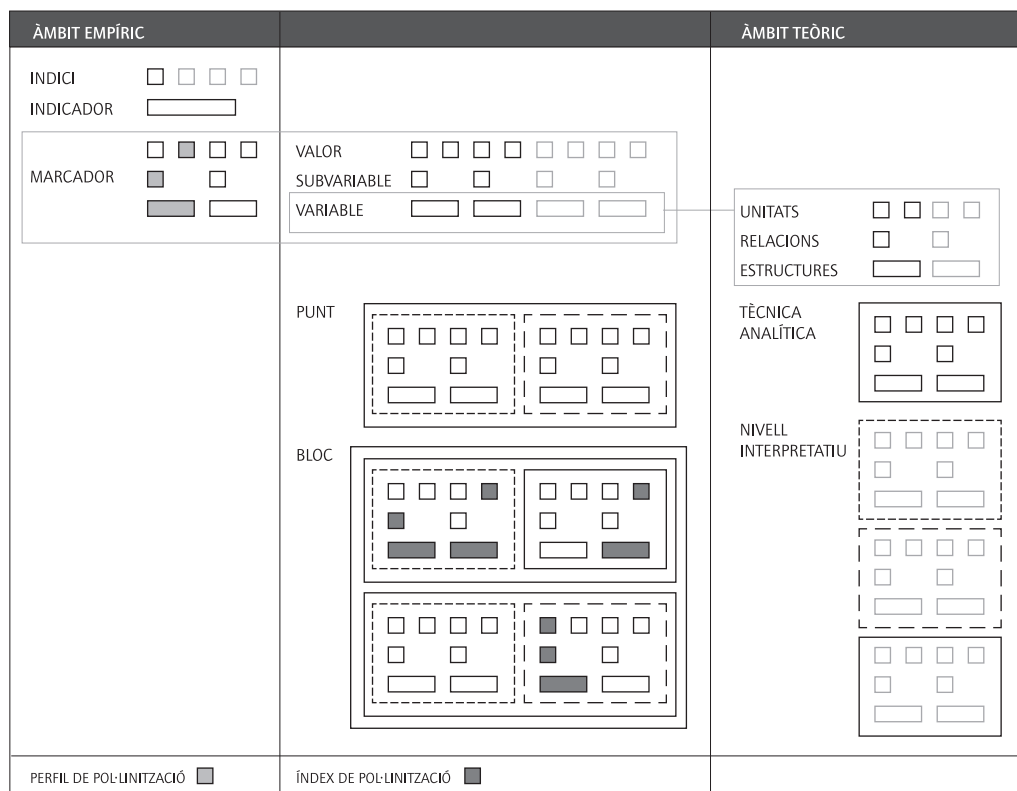 ÀMBIT EMPÍRIC
ÀMBIT TEÒRIC
INDICI
INDICADOR
MARCADOR
VALOR
SUBVARIABLE
VARIABLE
UNITATS
RELACIONS
ESTRUCTURES
PUNT
TÈCNICA
ANALÍTICA
BLOC
NIVELL
INTERPRETATIU
PERFIL DE POL·LINITZACIÓ
ÍNDEX DE POL·LINITZACIÓ